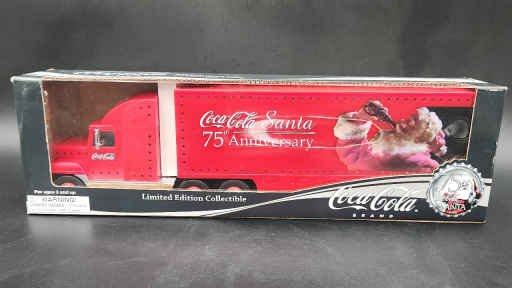 Coca-Cola Santa
75th Anniversary
Coca-Cola
For ages 3 and up
WARNING:
Limited Edition Collectible
Coca-Cola
BRAND
SANTA